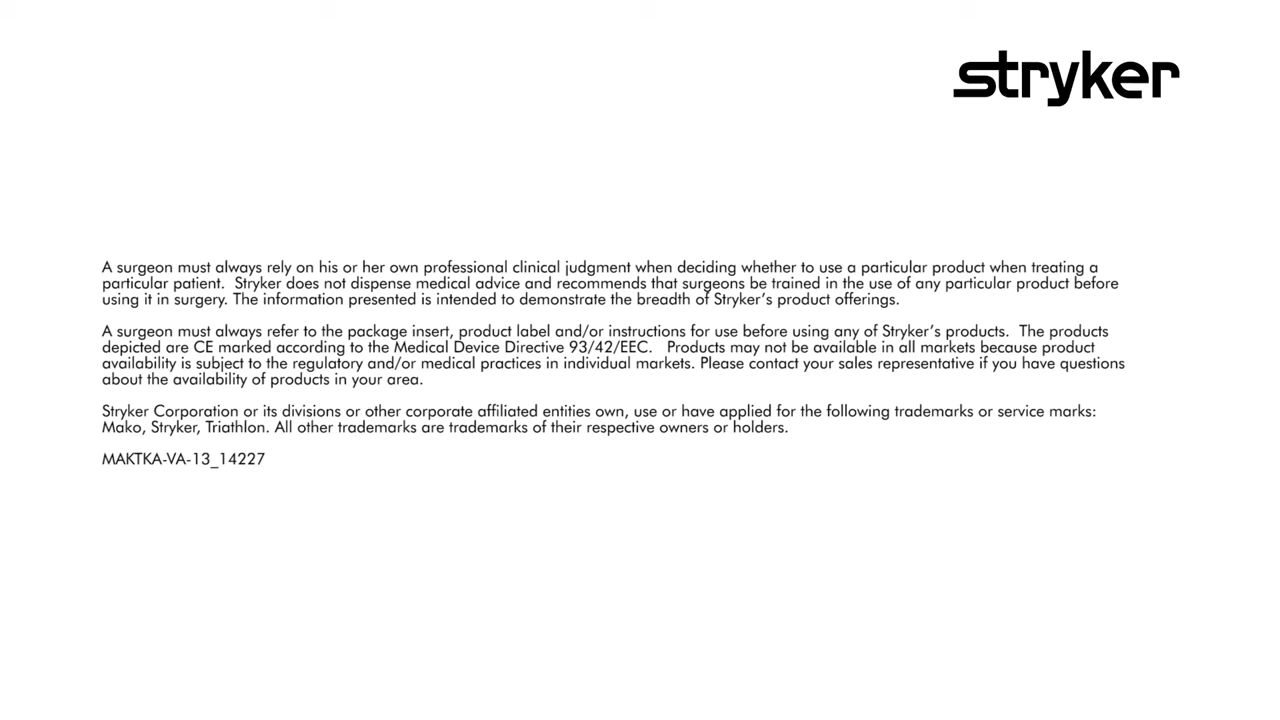 stryker
A surgeon must always rely on his or her own professional clinical judgment when deciding whether to use a particular product when treating a
particular patient.  Stryker does not dispense medical advice and recommends that surgeons be trained in the use of any particular product before
using it in surgery. The information presented is intended to demonstrate the breadth of Stryker's product offerings.
A surgeon must always refer to the package insert, product label and/or instructions for use before using any of Stryker's products.  The products
depicted are CE marked according to the Medical Device Directive 93/42/EEC.   Products may not be available in all markets because product
availability is subject to the regulatory and/or medical practices in individual markets. Please contact your sales representative if you have questions
about the availability of products in your area.
Stryker Corporation or its divisions or other corporate affiliated entities own, use or have applied for the following trademarks or service marks:
Mako, Stryker, Triathlon. All other trademarks are trademarks of their respective owners or holders.
MAKTKA-VA-13_14227